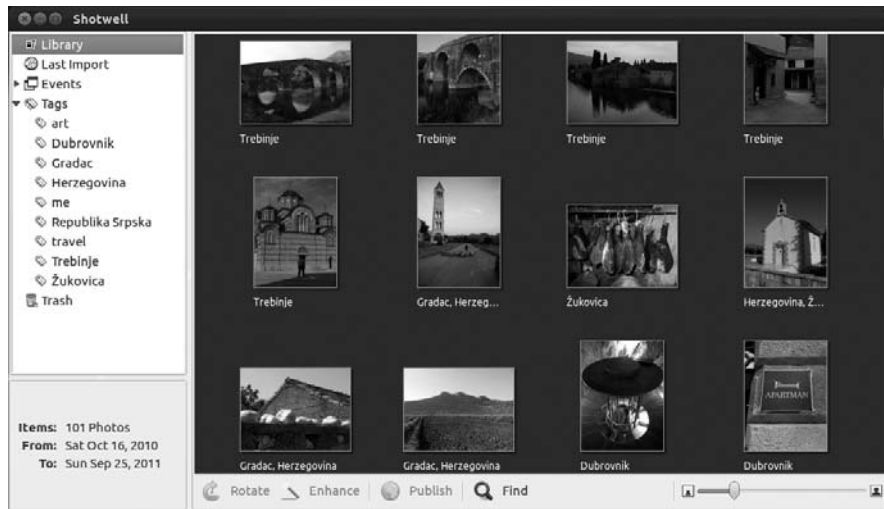 Shotwell
Library
Last Import
Events
Tags
art
Dubrovnik
Gradac
Herzegovina
me
Republika Srpska
travel
Trebinje
Žukovica
Trash
Items: 101 Photos
From: Sat Oct 16, 2010
To: Sun Sep 25, 2011
Trebinje Trebinje Trebinje Trebinje
Trebinje Gradac, Herzeg... Žukovica Herzegovina, Ž...
APARTMAN
Gradac, Herzegovina Gradac, Herzegovina Dubrovnik Dubrovnik
Rotate Enhance Publish Find